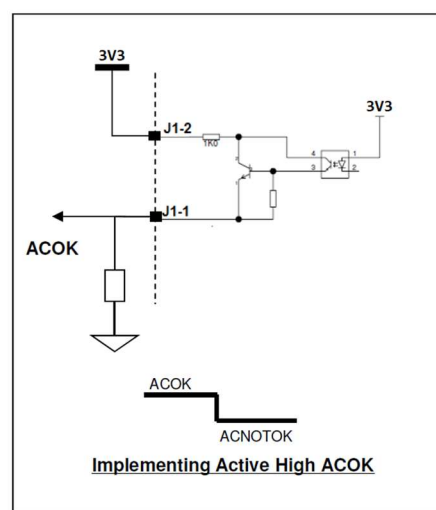 3V3
3V3
J1-2
1K0
4
1
3
2
J1-1
ACOK
ACOK
ACNOTOK
Implementing Active High ACOK